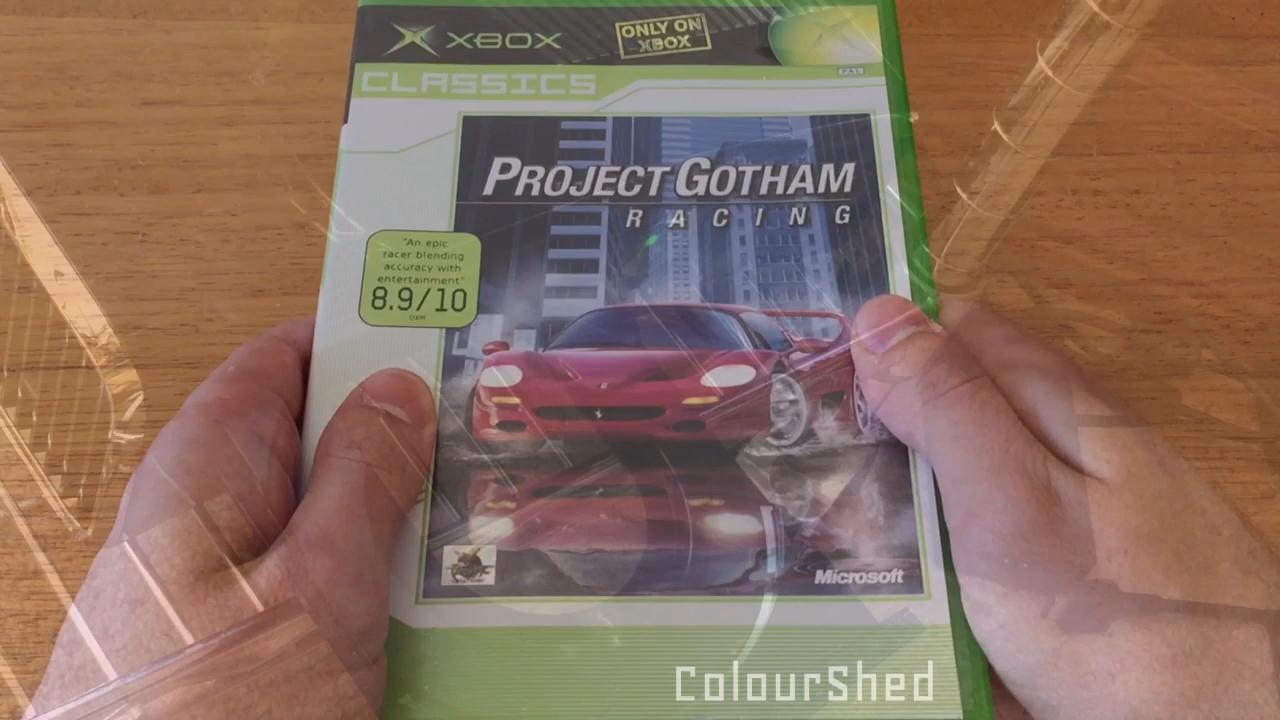 XBOX
ONLY ON
XBOX
PAL
CLASSICS
PROJECT GOTHAM
RACING
"An epic
racer blending
accuracy with
entertainment"
8.9/10
OXM
Microsoft
ColourShed